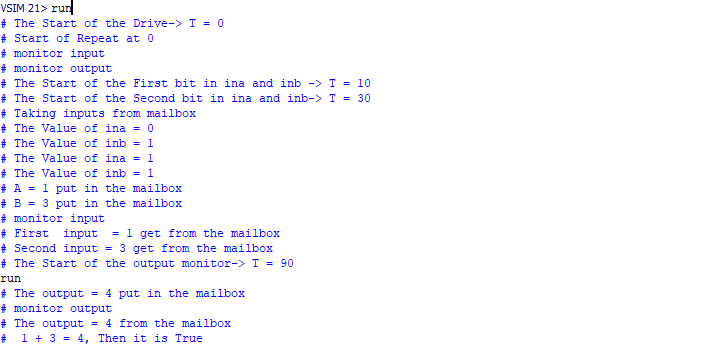 VSIM 21> run
# The Start of the Drive-> T = 0
# Start of Repeat at 0
# monitor input
# monitor output
# The Start of the First bit in ina and inb -> T = 10
# The Start of the Second bit in ina and inb-> T = 30
# Taking inputs from mailbox
# The Value of ina = 0
# The Value of inb = 1
# The Value of ina = 1
# The Value of inb = 1
# A = 1 put in the mailbox
# B = 3 put in the mailbox
# monitor input
# First  input  = 1 get from the mailbox
# Second input = 3 get from the mailbox
# The Start of the output monitor-> T = 90
run
# The output = 4 put in the mailbox
# monitor output
# The output = 4 from the mailbox
#  1 + 3 = 4, Then it is True